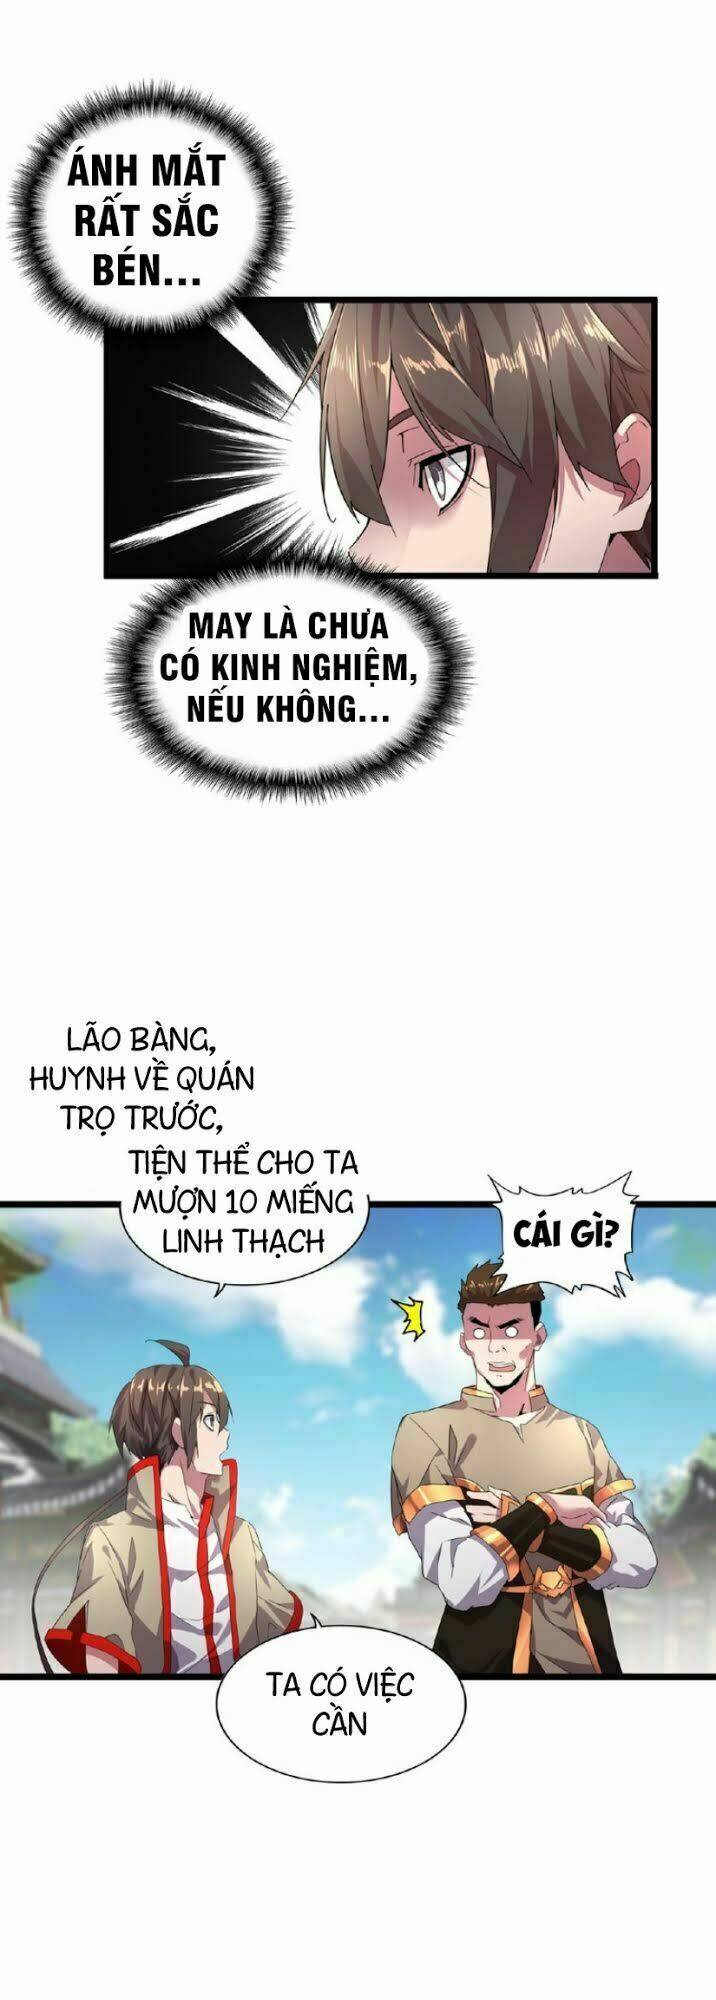 ÁNH MẮT
RẤT SẮC
BÉN...
MAY LÀ CHƯA
CÓ KINH NGHIỆM,
NẾU KHÔNG...
LÃO BÀNG,
HUYNH VỀ QUÁN
TRỌ TRƯỚC,
TIỆN THỂ CHO TA
MƯỢN 10 MIẾNG
LINH THẠCH
CÁI GÌ?
TA CÓ VIỆC
CẦN